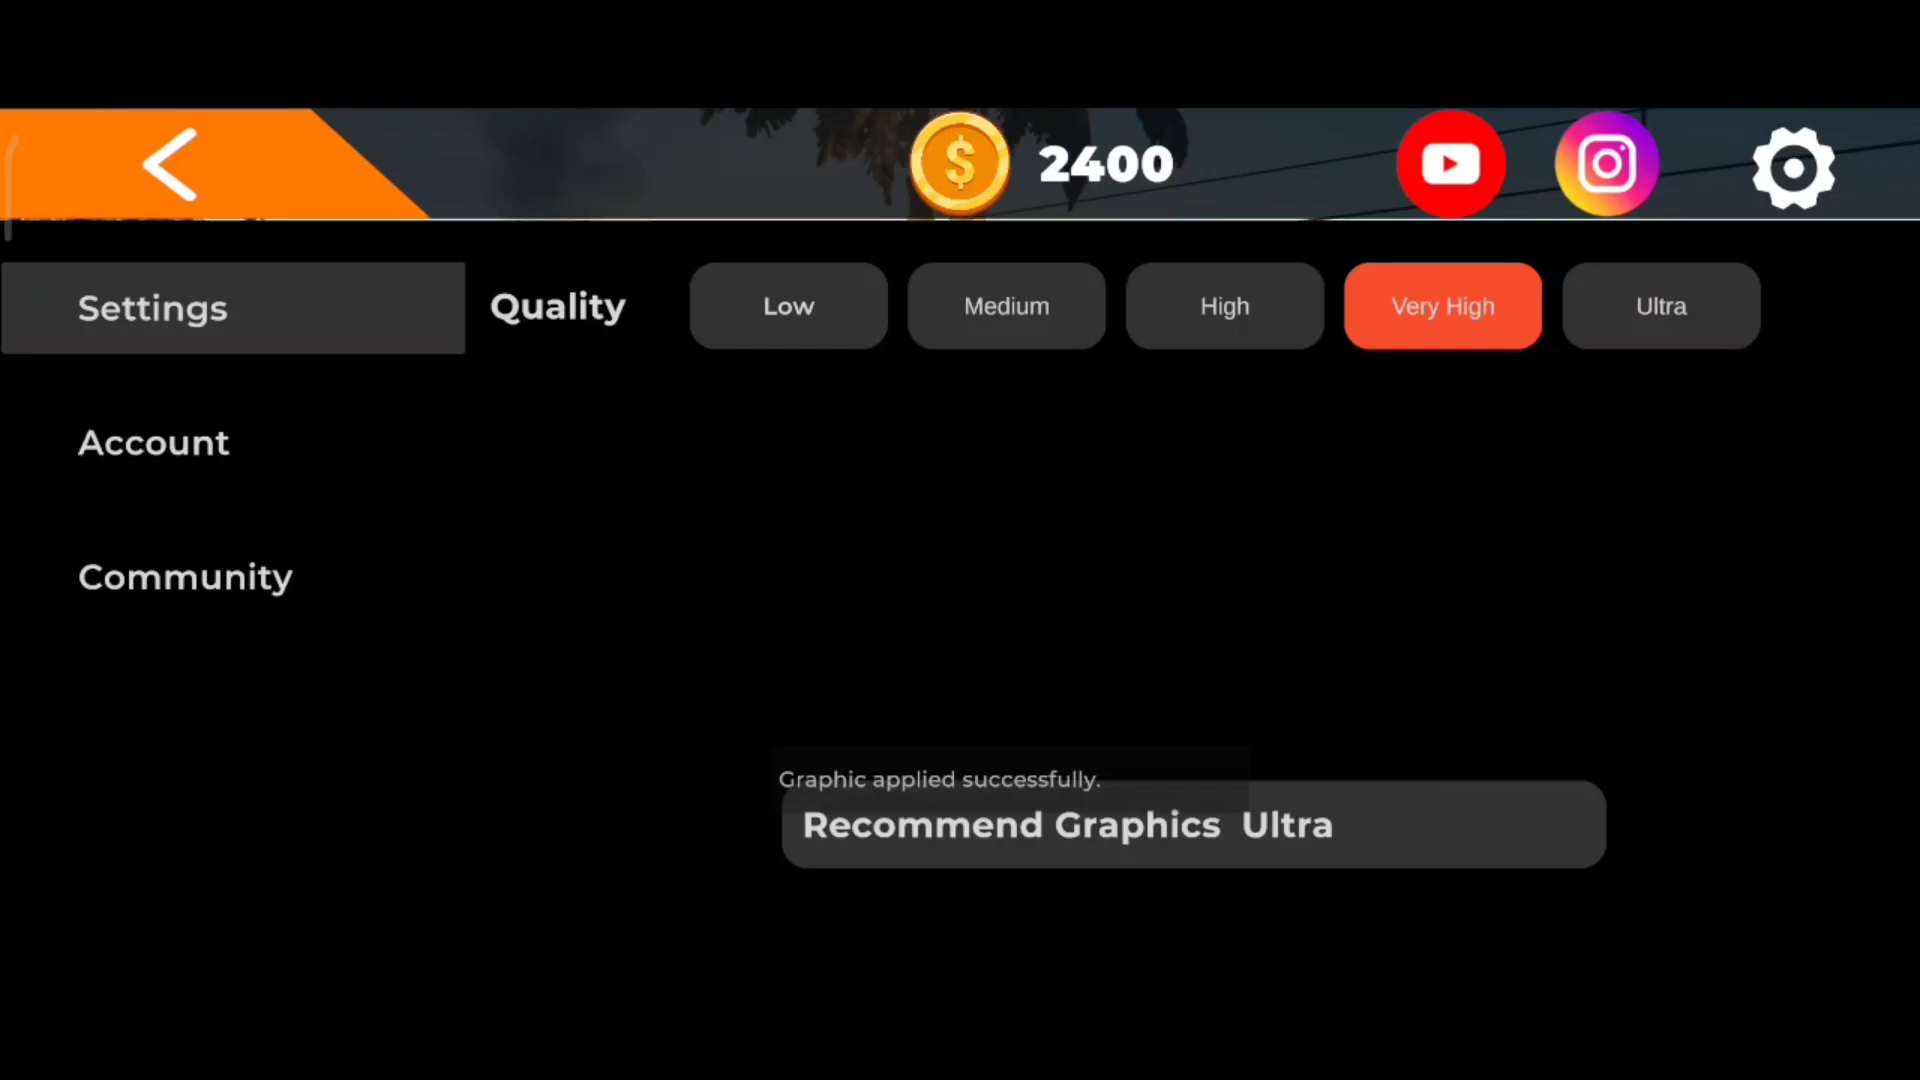 2400
Settings
Quality
Low
Medium
High
Very High
Ultra
Account
Community
Graphic applied successfully.
Recommend Graphics Ultra